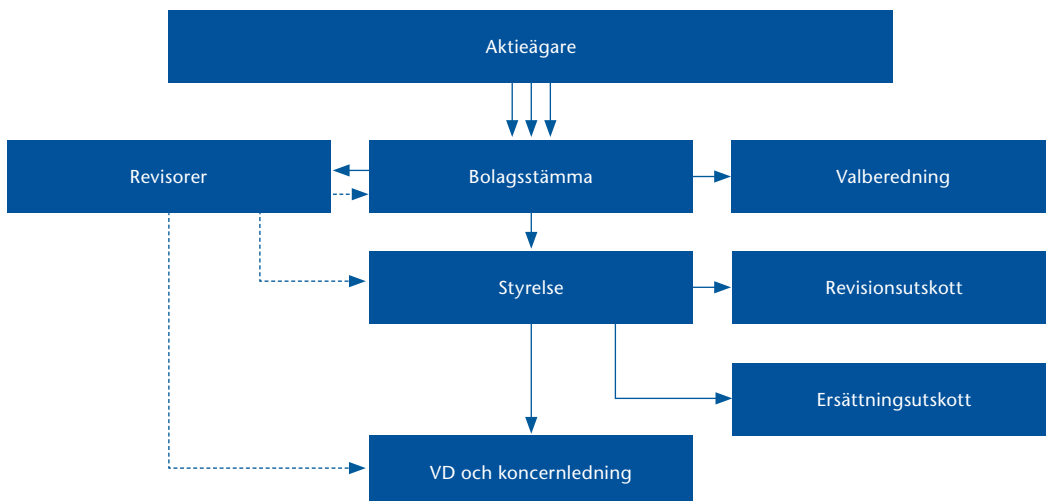 Aktieägare
Revisorer
Bolagsstämma
Valberedning
Styrelse
Revisionsutskott
Ersättningsutskott
VD och koncernledning